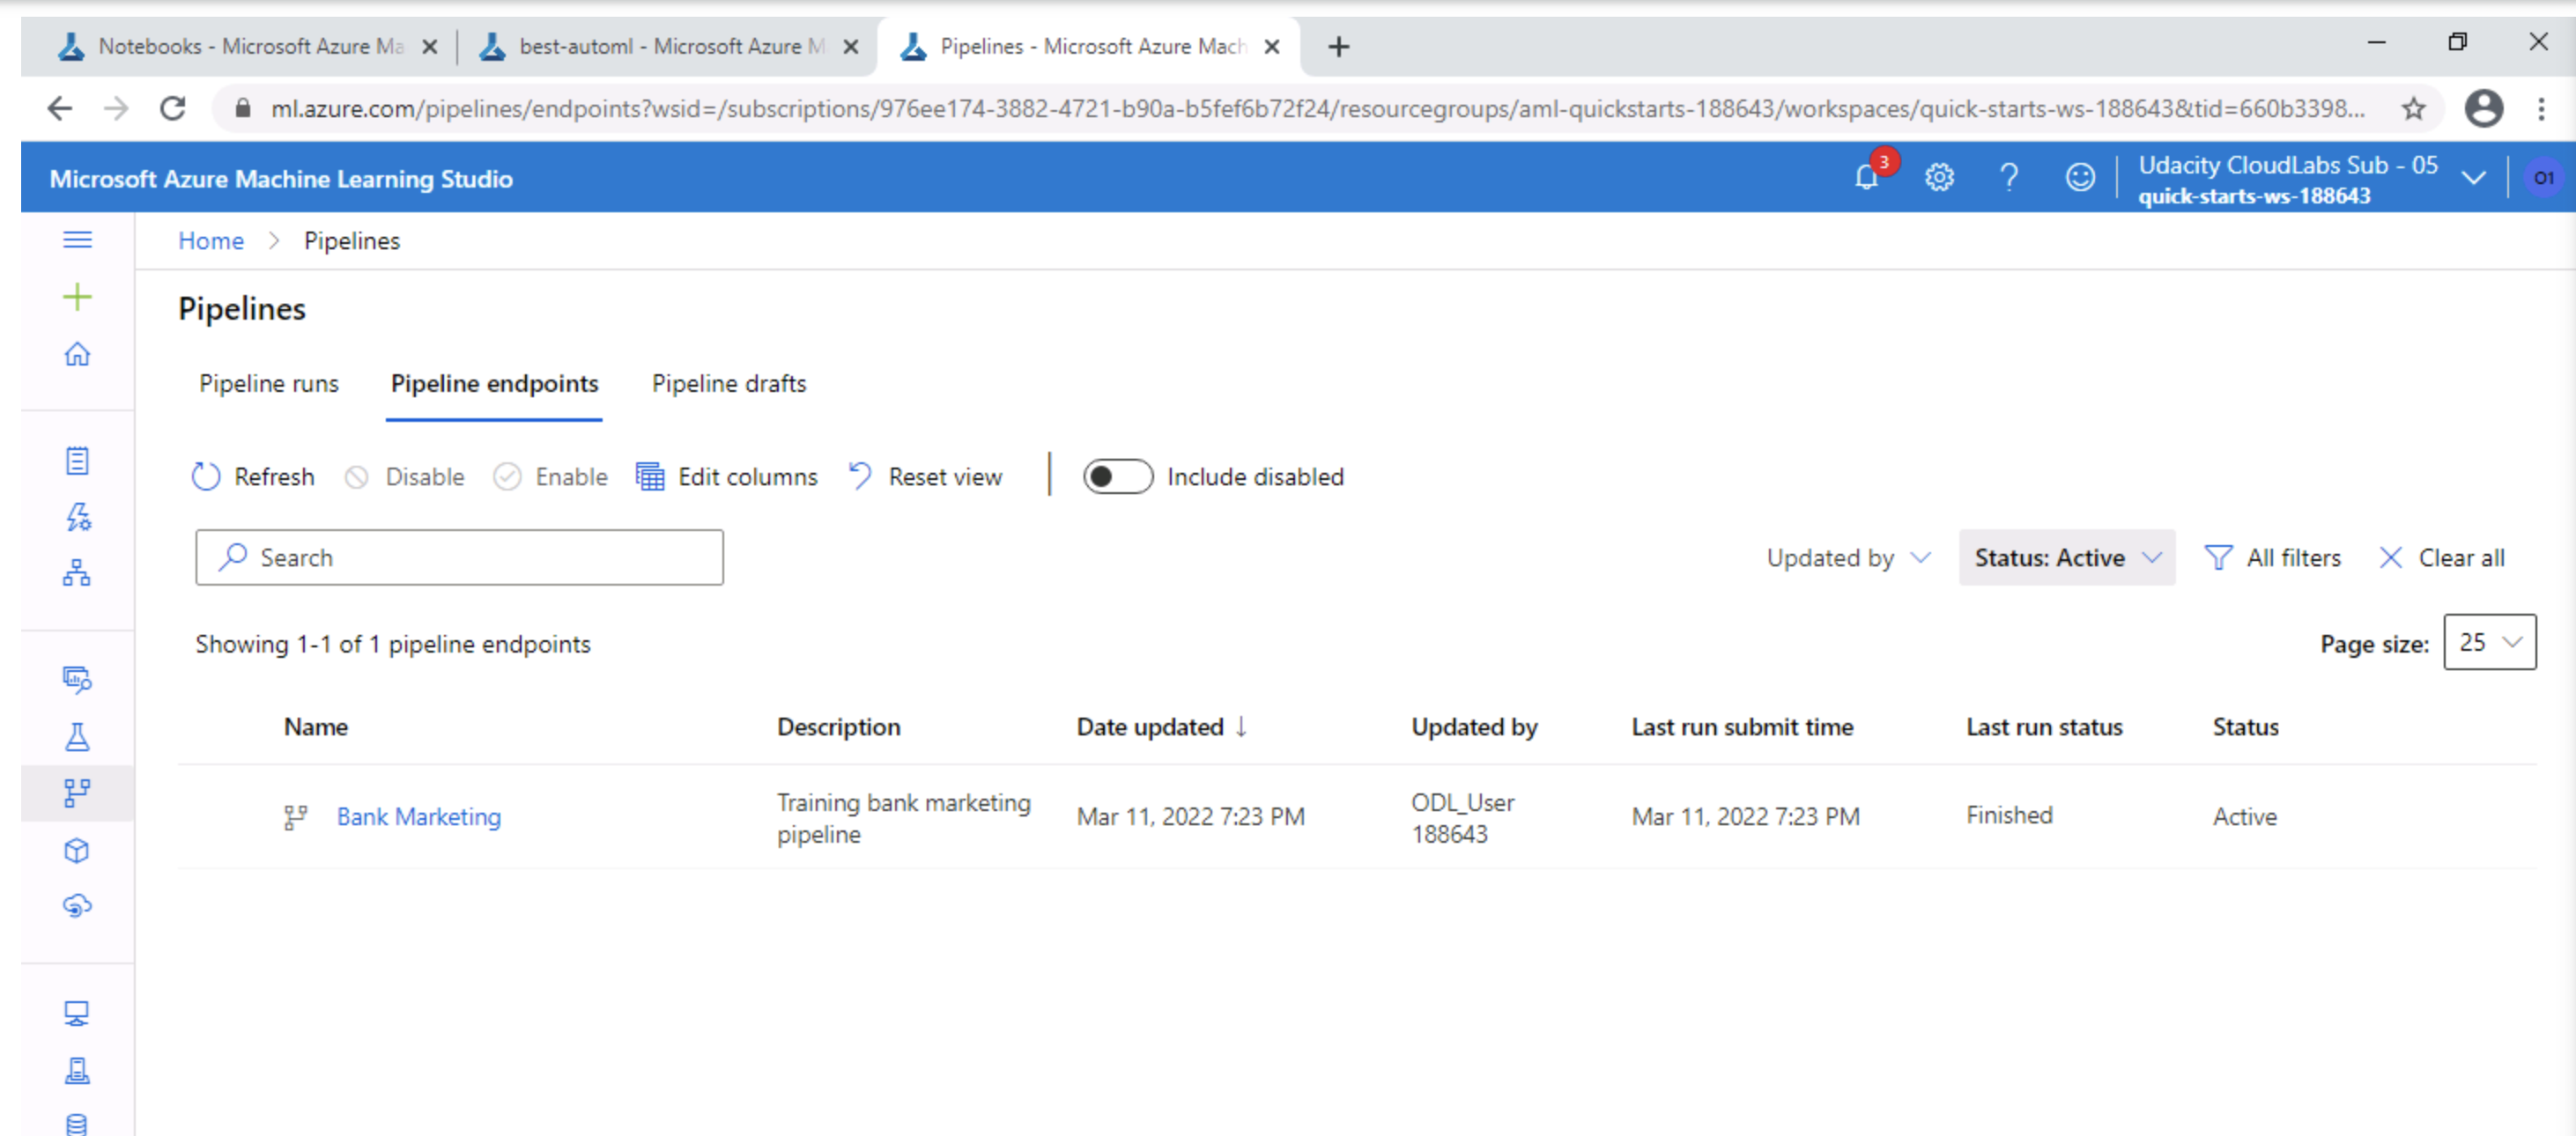 Notebooks - Microsoft Azure Ma
best-automl - Microsoft Azure M
Pipelines - Microsoft Azure Mach
ml.azure.com/pipelines/endpoints?wsid=/subscriptions/976ee174-3882-4721-b90a-b5fef6b72f24/resourcegroups/aml-quickstarts-188643/workspaces/quick-starts-ws-188643&tid=660b3398...
Microsoft Azure Machine Learning Studio
3
Udacity CloudLabs Sub - 05
quick-starts-ws-188643
O1
Home > Pipelines
Pipelines
Pipeline runs Pipeline endpoints Pipeline drafts
Refresh Disable Enable Edit columns Reset view Include disabled
Search
Updated by Status: Active All filters Clear all
Showing 1-1 of 1 pipeline endpoints
Page size: 25
Name Description Date updated ↓ Updated by Last run submit time Last run status Status
Bank Marketing
Training bank marketing
pipeline
Mar 11, 2022 7:23 PM
ODL_User
188643
Mar 11, 2022 7:23 PM
Finished
Active